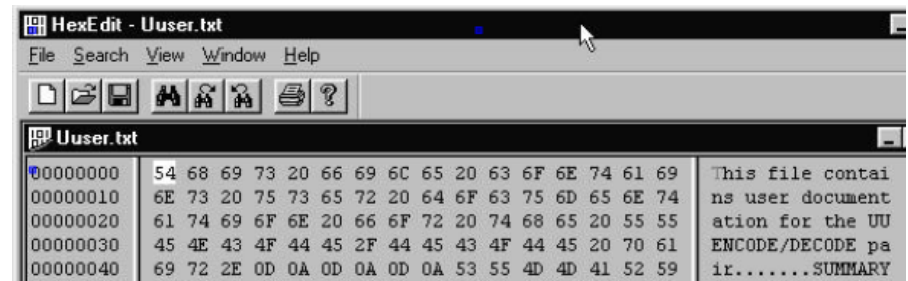 HexEdit - Uuser.txt
File Search View Window Help
Uuser.txt
00000000 54 68 69 73 20 66 69 6C 65 20 63 6F 6E 74 61 69 This file contai
00000010 6E 73 20 75 73 65 72 20 64 6F 63 75 6D 65 6E 74 ns user document
00000020 61 74 69 6F 6E 20 66 6F 72 20 74 68 65 20 55 55 ation for the UU
00000030 45 4E 43 4F 44 45 2F 44 45 43 4F 44 45 20 70 61 ENCODE/DECODE pa
00000040 69 72 2E 0D 0A 0D 0A 0D 0A 53 55 4D 4D 41 52 59 ir.......SUMMARY